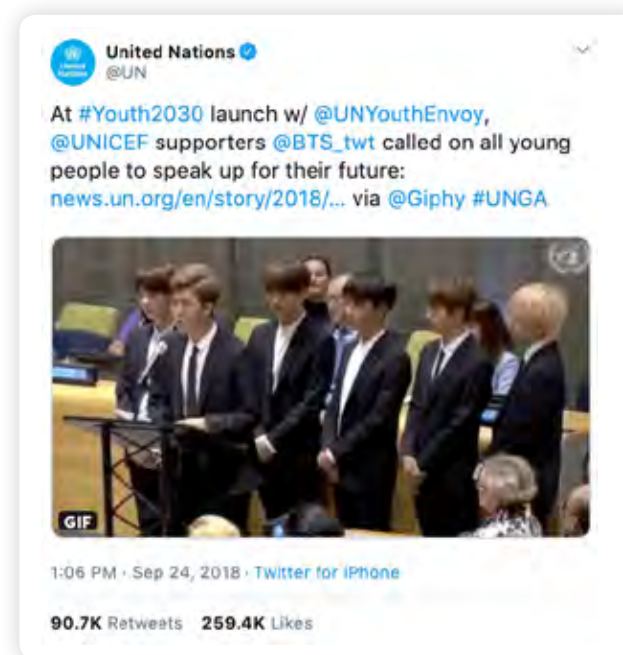 United Nations
@UN
At #Youth2030 launch w/ @UNYouthEnvoy,
@UNICEF supporters @BTS_twt called on all young
people to speak up for their future:
news.un.org/en/story/2018/... via @Giphy #UNGA
GIF
1:06 PM · Sep 24, 2018 · Twitter for iPhone
90.7K Retweets 259.4K Likes